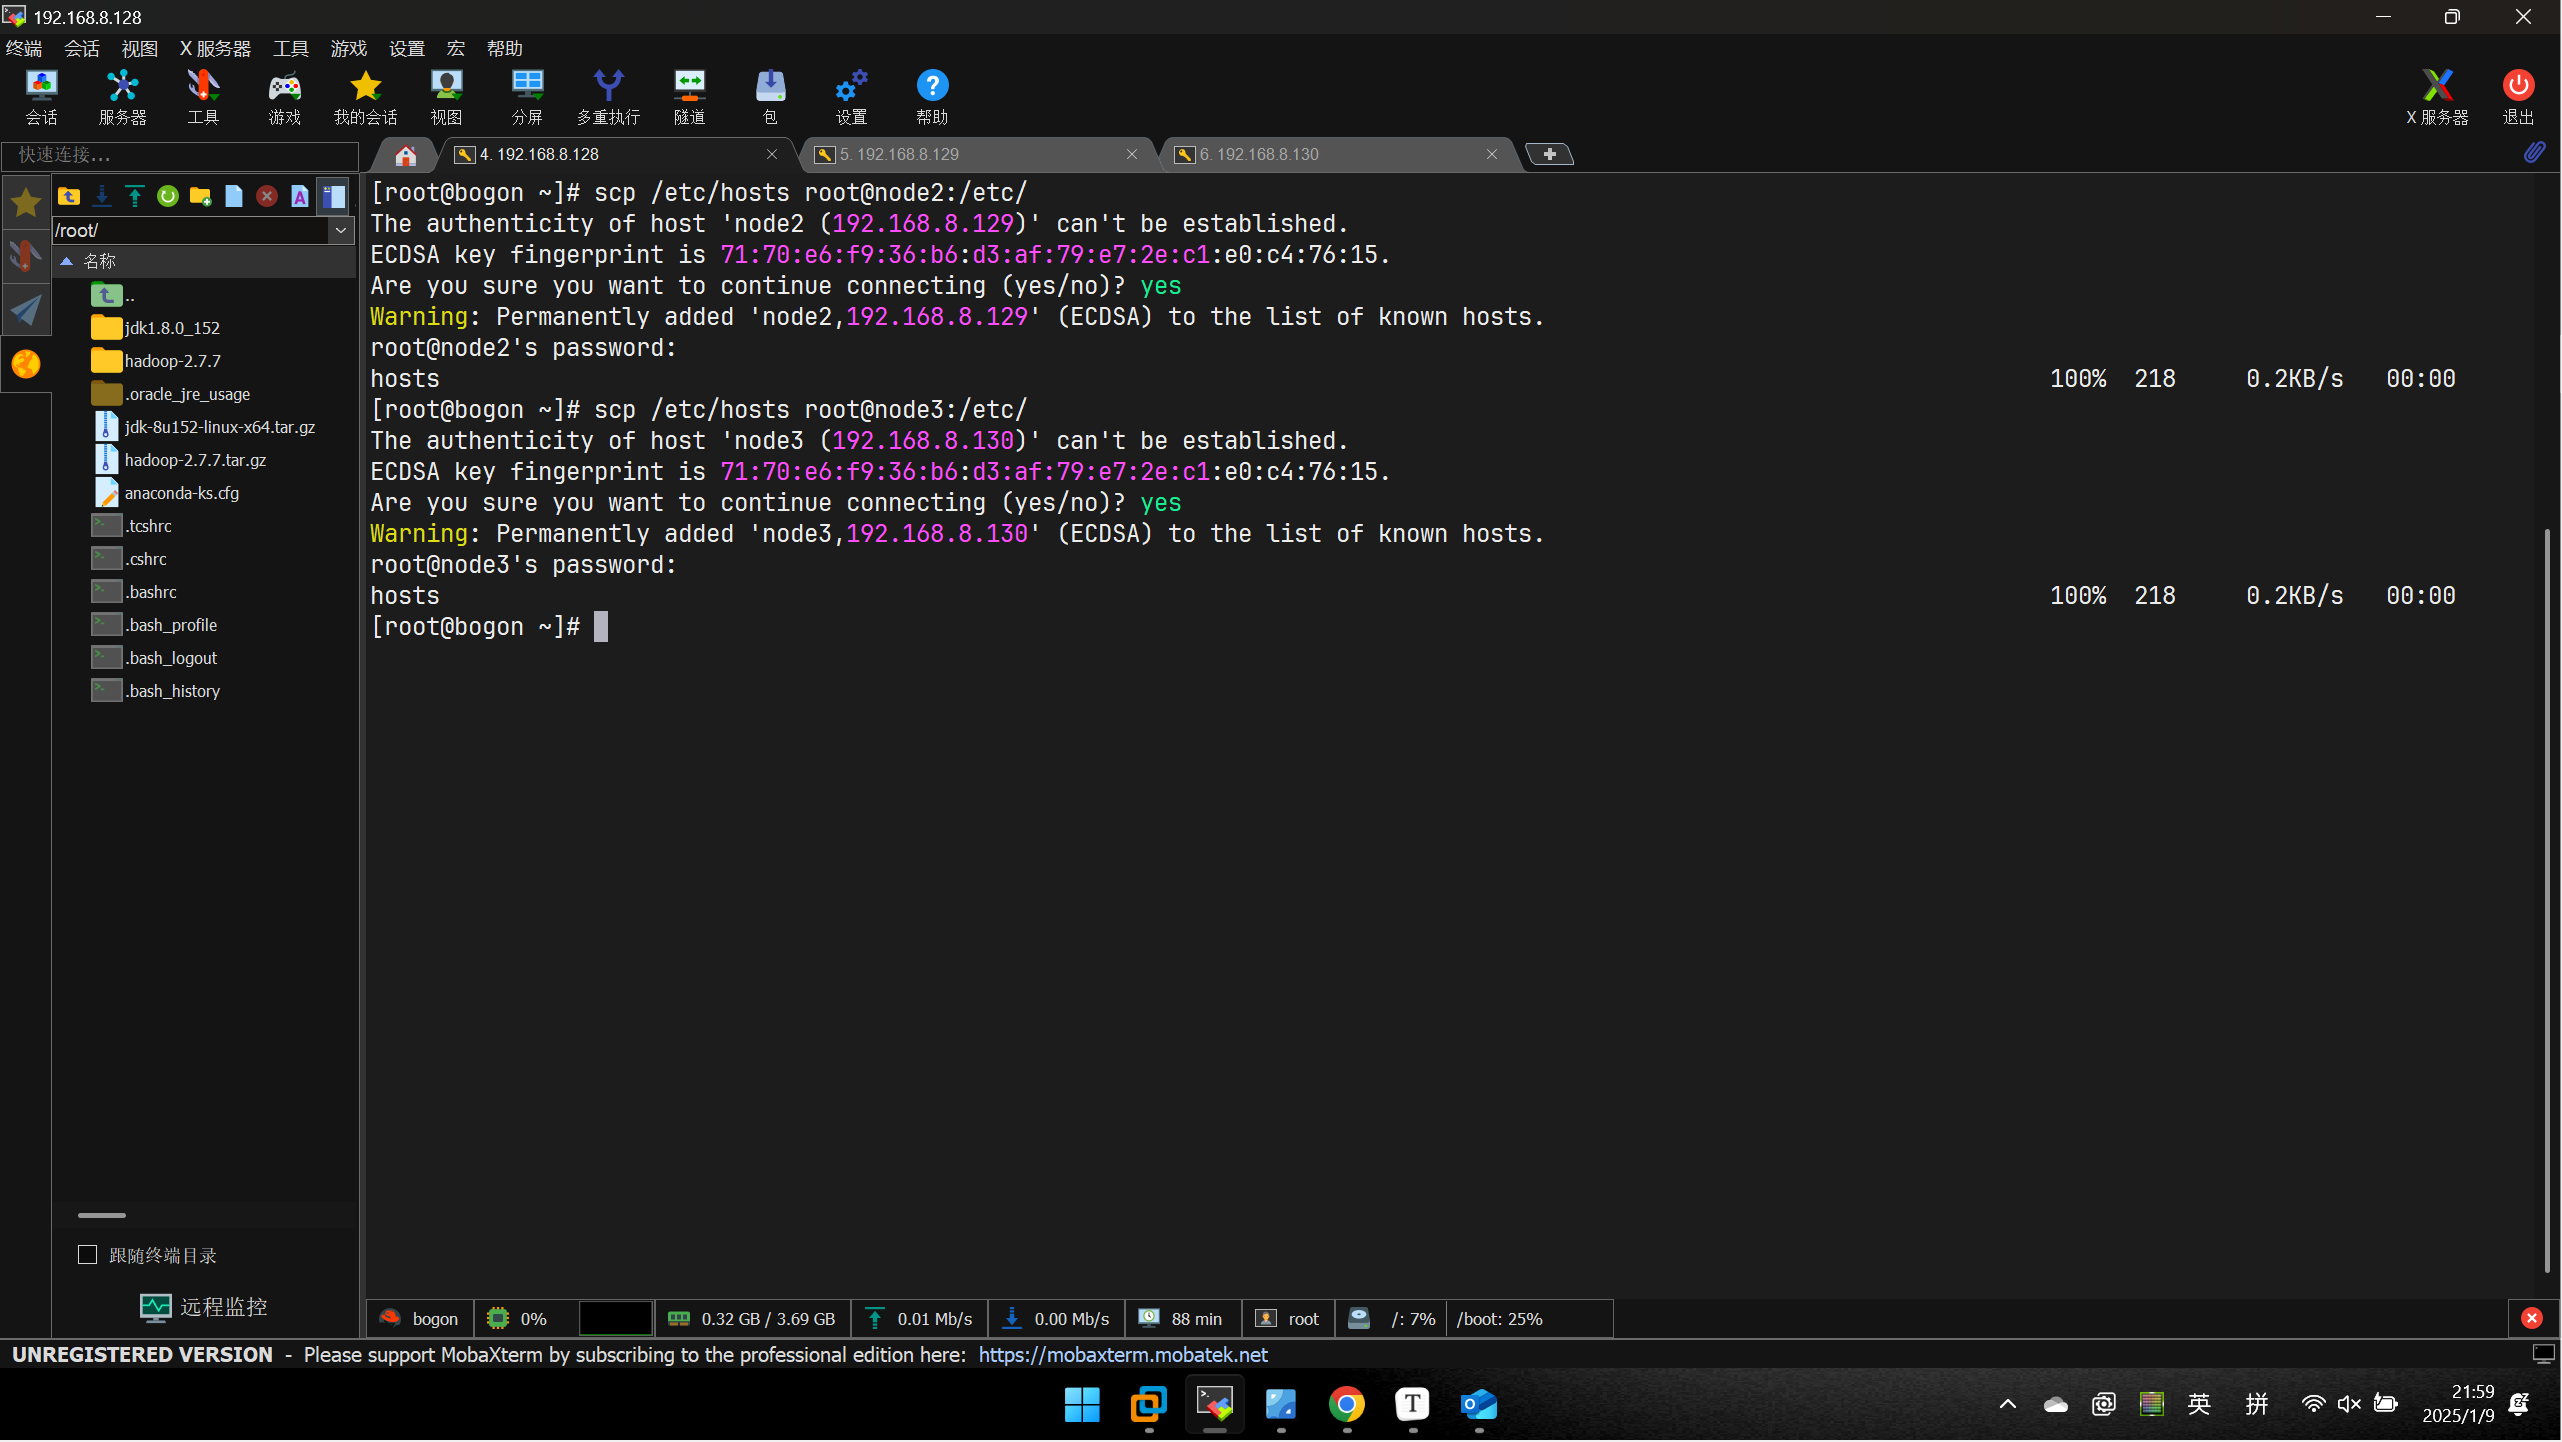 192.168.8.128
终端 会话 视图 X 服务器 工具 游戏 设置 宏 帮助
会话 服务器 工具 游戏 我的会话 视图 分屏 多重执行 隧道 包 设置 帮助 X 服务器 退出
快速连接...
4. 192.168.8.128
5. 192.168.8.129
6. 192.168.8.130
/root/
名称
..
jdk1.8.0_152
hadoop-2.7.7
.oracle_jre_usage
jdk-8u152-linux-x64.tar.gz
hadoop-2.7.7.tar.gz
anaconda-ks.cfg
.tcshrc
.cshrc
.bashrc
.bash_profile
.bash_logout
.bash_history
跟随终端目录
远程监控
[root@bogon ~]# scp /etc/hosts root@node2:/etc/
The authenticity of host 'node2 (192.168.8.129)' can't be established.
ECDSA key fingerprint is 71:70:e6:f9:36:b6:d3:af:79:e7:2e:c1:e0:c4:76:15.
Are you sure you want to continue connecting (yes/no)? yes
Warning: Permanently added 'node2,192.168.8.129' (ECDSA) to the list of known hosts.
root@node2's password:
hosts 100% 218 0.2KB/s 00:00
[root@bogon ~]# scp /etc/hosts root@node3:/etc/
The authenticity of host 'node3 (192.168.8.130)' can't be established.
ECDSA key fingerprint is 71:70:e6:f9:36:b6:d3:af:79:e7:2e:c1:e0:c4:76:15.
Are you sure you want to continue connecting (yes/no)? yes
Warning: Permanently added 'node3,192.168.8.130' (ECDSA) to the list of known hosts.
root@node3's password:
hosts 100% 218 0.2KB/s 00:00
[root@bogon ~]#
bogon 0% 0.32 GB / 3.69 GB 0.01 Mb/s 0.00 Mb/s 88 min root /: 7% /boot: 25%
UNREGISTERED VERSION - Please support MobaXterm by subscribing to the professional edition here: https://mobaxterm.mobatek.net
英 拼
21:59
2025/1/9